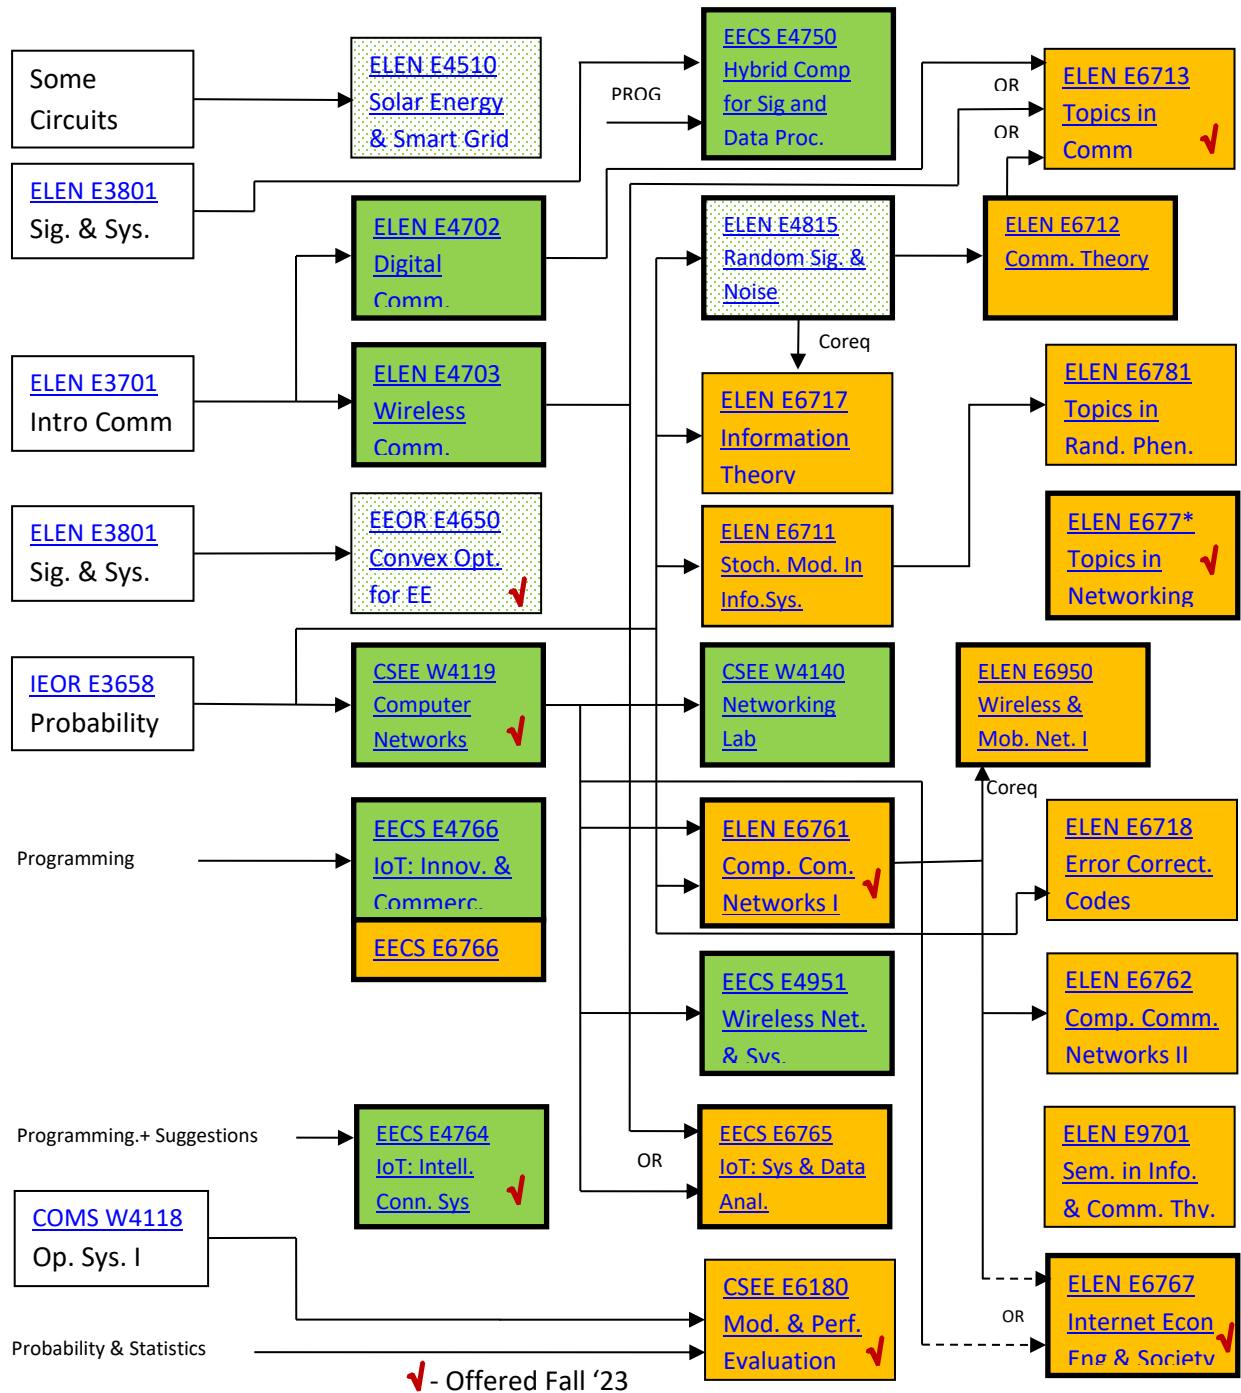 Some
Circuits
ELEN E4510
Solar Energy
& Smart Grid
EECS E4750
Hybrid Comp
for Sig and
Data Proc.
PROG
OR
OR
ELEN E6713
Topics in
Comm
√
ELEN E3801
Sig. & Sys.
ELEN E4702
Digital
Comm.
ELEN E4815
Random Sig. &
Noise
ELEN E6712
Comm. Theory
Coreq
ELEN E3701
Intro Comm
ELEN E4703
Wireless
Comm.
ELEN E6717
Information
Theory
ELEN E6781
Topics in
Rand. Phen.
ELEN E3801
Sig. & Sys.
EEOR E4650
Convex Opt.
for EE
√
ELEN E6711
Stoch. Mod. In
Info.Sys.
ELEN E677*
Topics in
Networking
√
IEOR E3658
Probability
CSEE W4119
Computer
Networks
√
CSEE W4140
Networking
Lab
ELEN E6950
Wireless &
Mob. Net. I
Coreq
Programming
EECS E4766
IoT: Innov. &
Commerc.
EECS E6766
ELEN E6761
Comp. Com.
Networks I
√
ELEN E6718
Error Correct.
Codes
EECS E4951
Wireless Net.
& Sys.
ELEN E6762
Comp. Comm.
Networks II
Programming.+ Suggestions
EECS E4764
IoT: Intell.
Conn. Sys
√
OR
EECS E6765
IoT: Sys & Data
Anal.
ELEN E9701
Sem. in Info.
& Comm. Thy.
COMS W4118
Op. Sys. I
CSEE E6180
Mod. & Perf.
Evaluation
√
OR
ELEN E6767
Internet Econ
Eng & Society
√
Probability & Statistics
√ - Offered Fall ‘23